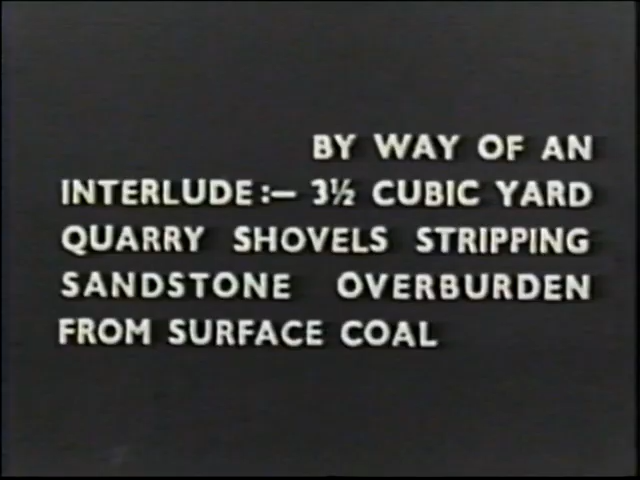 BY WAY OF AN
INTERLUDE:— 3½ CUBIC YARD
QUARRY SHOVELS STRIPPING
SANDSTONE OVERBURDEN
FROM SURFACE COAL